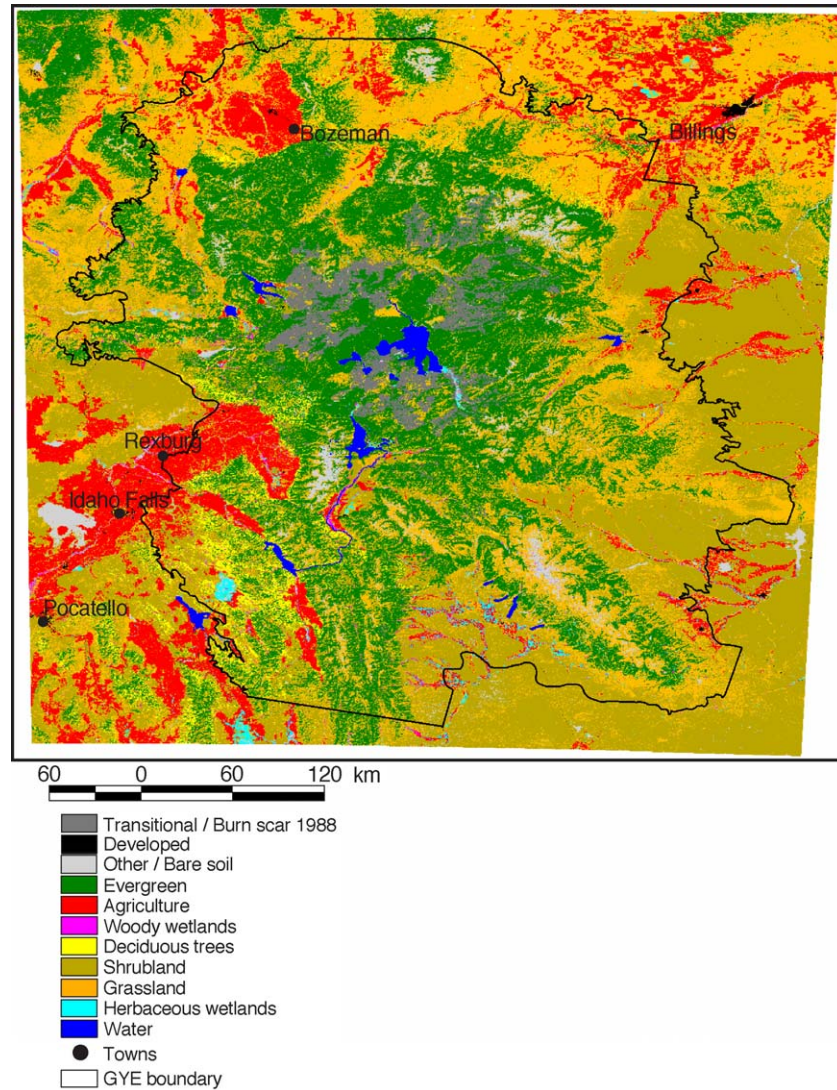 Bozeman
Billings
Rexburg
Idaho Falls
Pocatello
60 0 60 120 km
Transitional / Burn scar 1988
Developed
Other / Bare soil
Evergreen
Agriculture
Woody wetlands
Deciduous trees
Shrubland
Grassland
Herbaceous wetlands
Water
Towns
GYE boundary